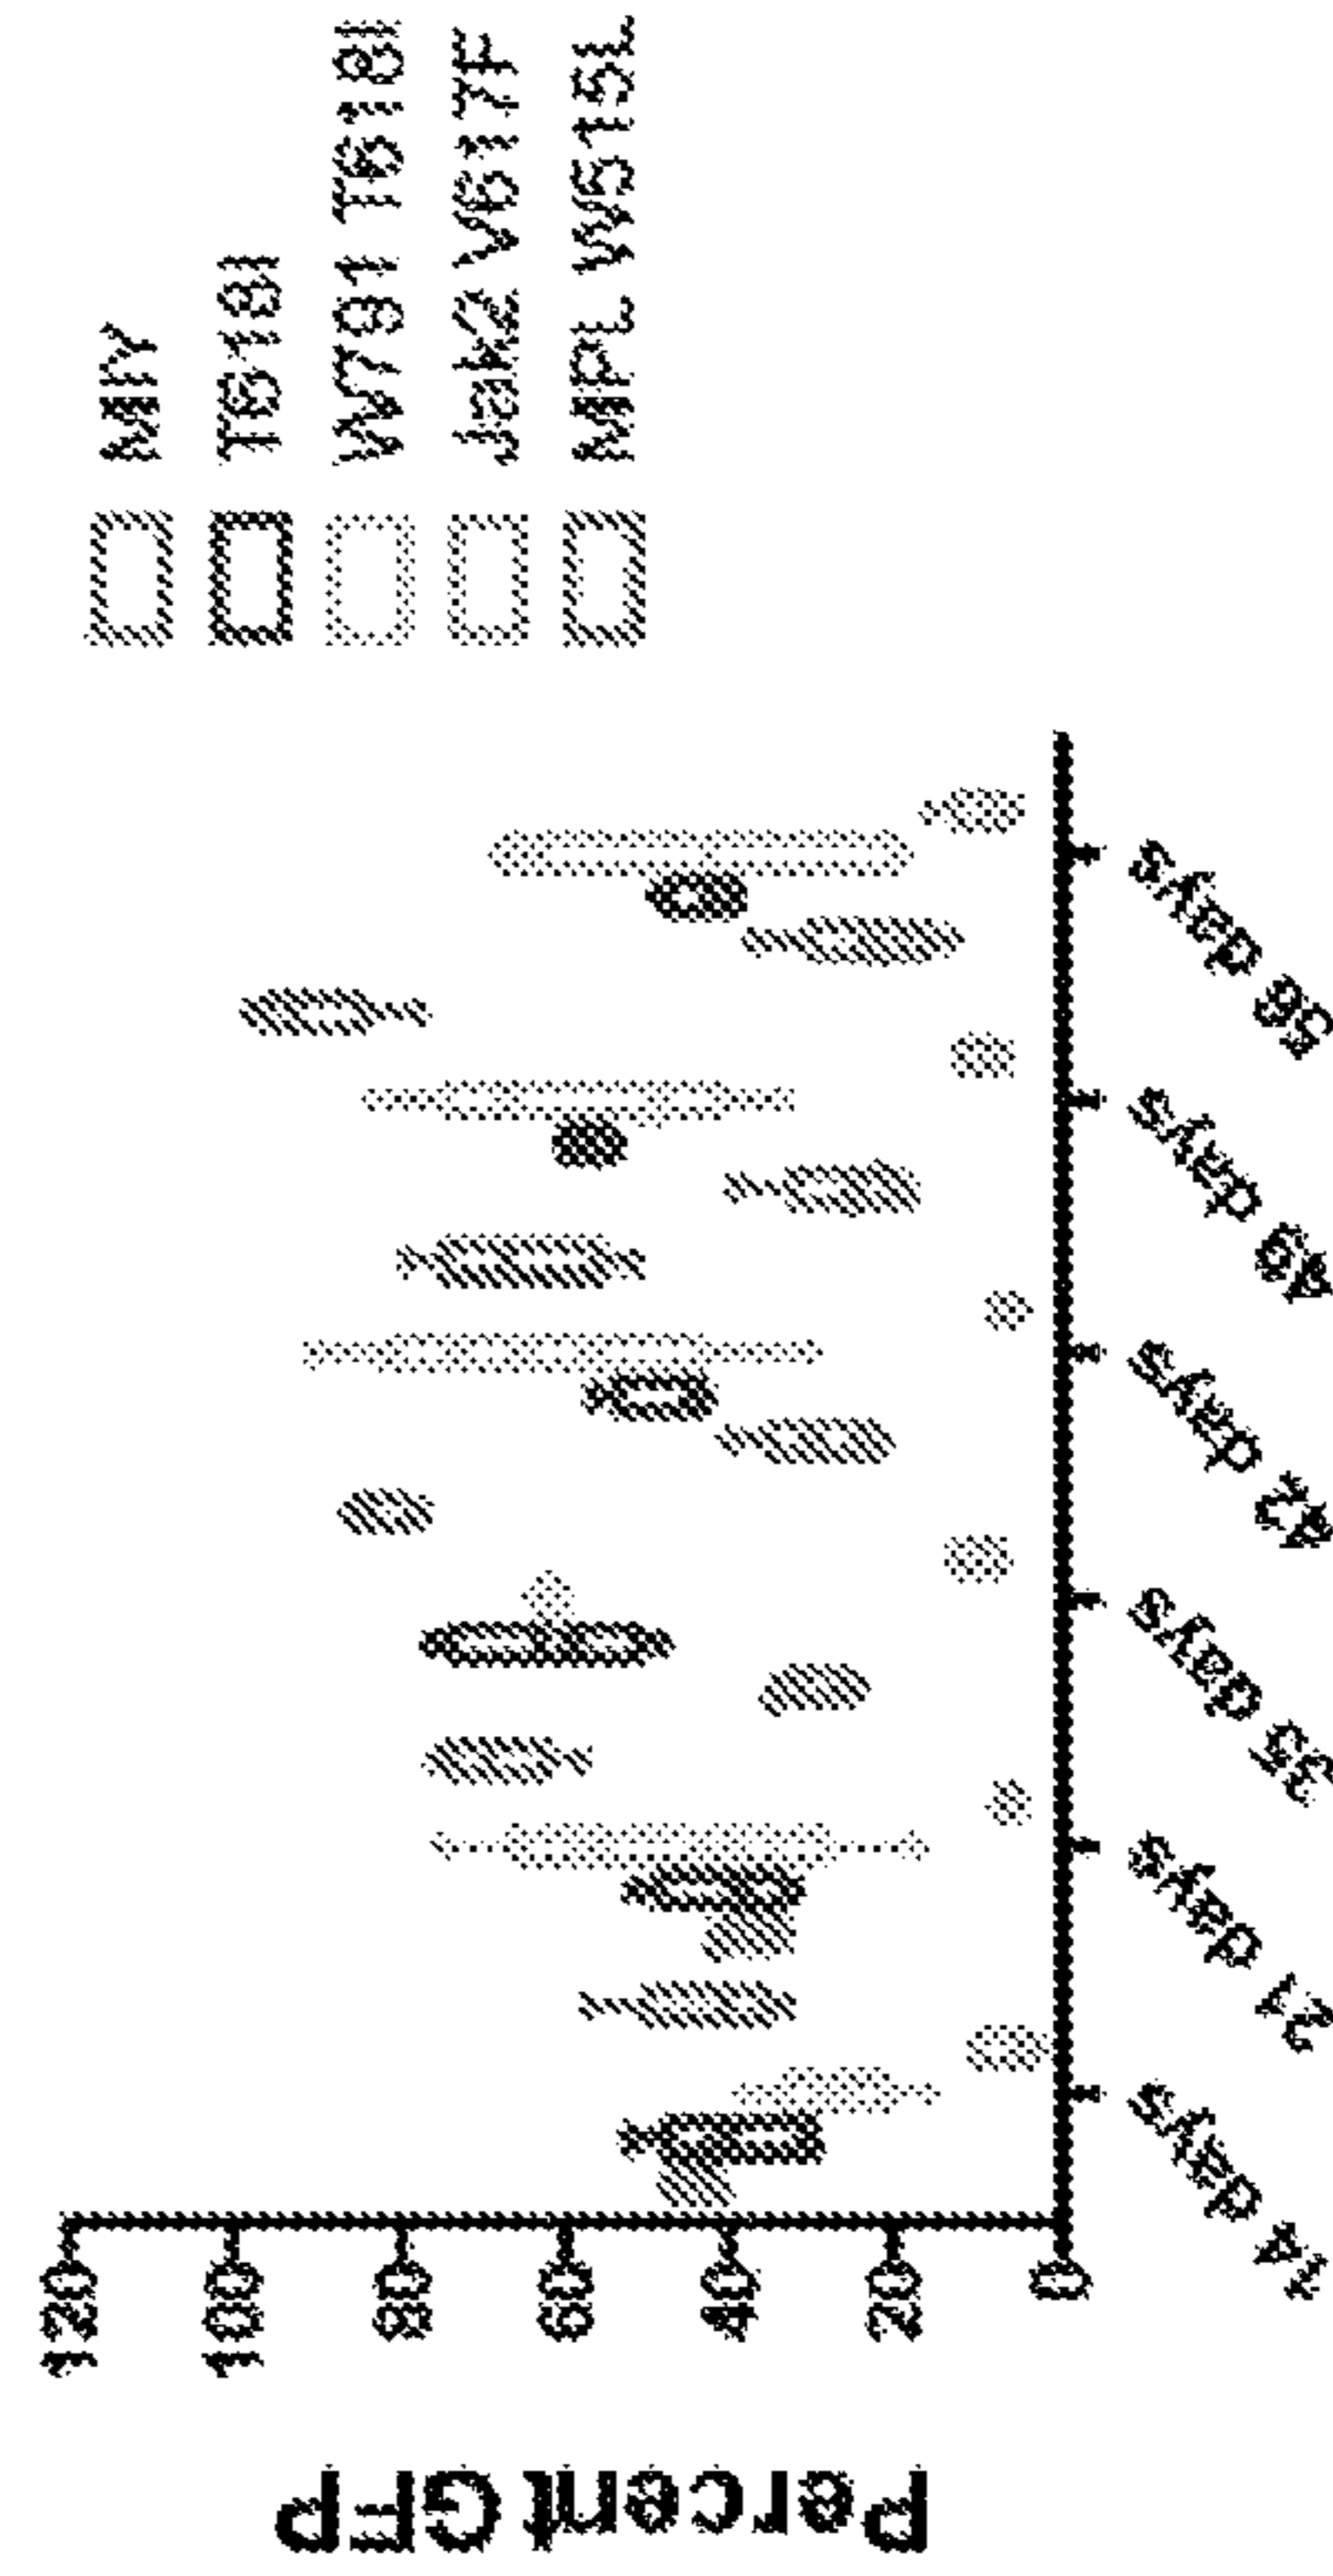 Percent GFP
120
100
80
60
40
20
0
14 days
21 days
35 days
42 days
49 days
56 days
MIY
T618I
W791 T618I
Jak2 V617F
MPL W515L